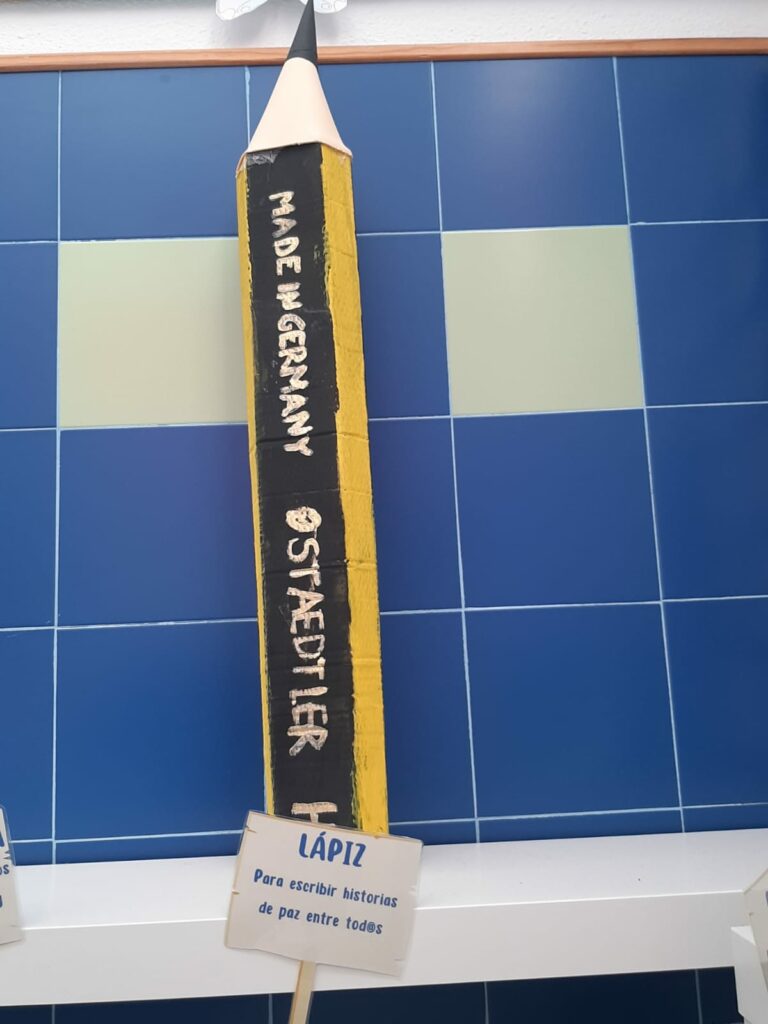 MADE IN GERMANY
STAEDTLER
H
LÁPIZ
Para escribir historias
de paz entre tod@s